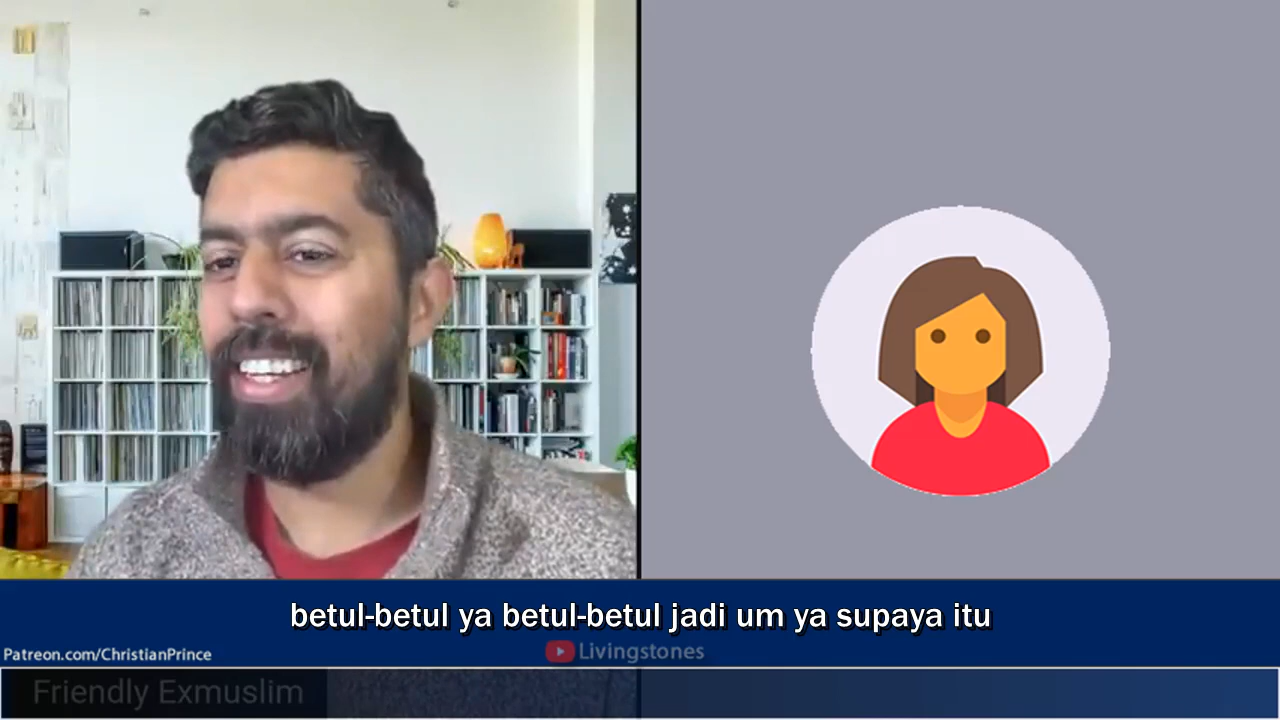 betul-betul ya betul-betul jadi um ya supaya itu
Patreon.com/ChristianPrince
Livingstones
Friendly Exmuslim